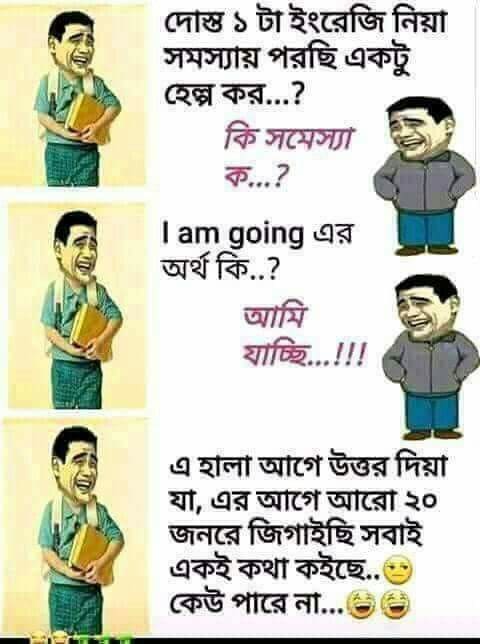 দোস্ত ১ টা ইংরেজি নিয়া
সমস্যায় পরছি একটু
হেল্প কর...?
কি সমেস্যা
ক...?
I am going এর
অর্থ কি..?
আমি
যাচ্ছি...!!!
এ হালা আগে উত্তর দিয়া
যা, এর আগে আরো ২০
জনরে জিগাইছি সবাই
একই কথা কইছে..😒
কেউ পারে না...😂😂